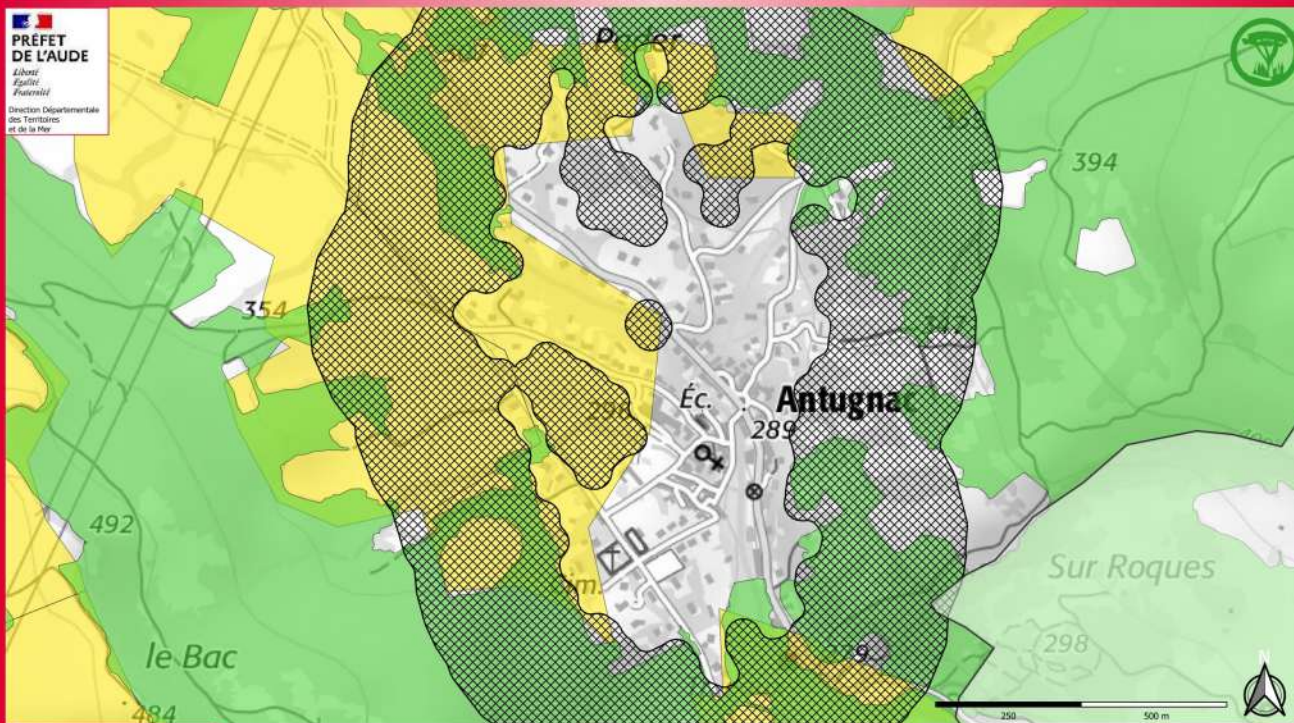 PRÉFET
DE L'AUDE
Liberté
Égalité
Fraternité
Direction Départementale
des Territoires
et de la Mer
394
354
Éc.
Antugnac
289
492
Sur Roques
298
le Bac
484
N
250
500 m